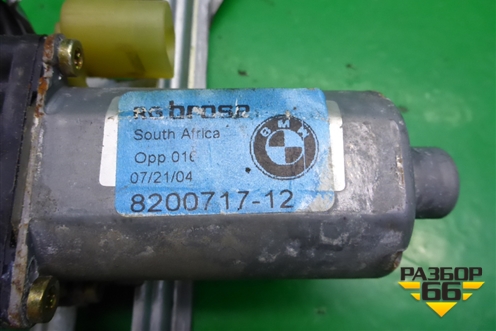 brose
BMW
South Africa
Opp 016
07/21/04
8200717-12
РАЗБОР
66